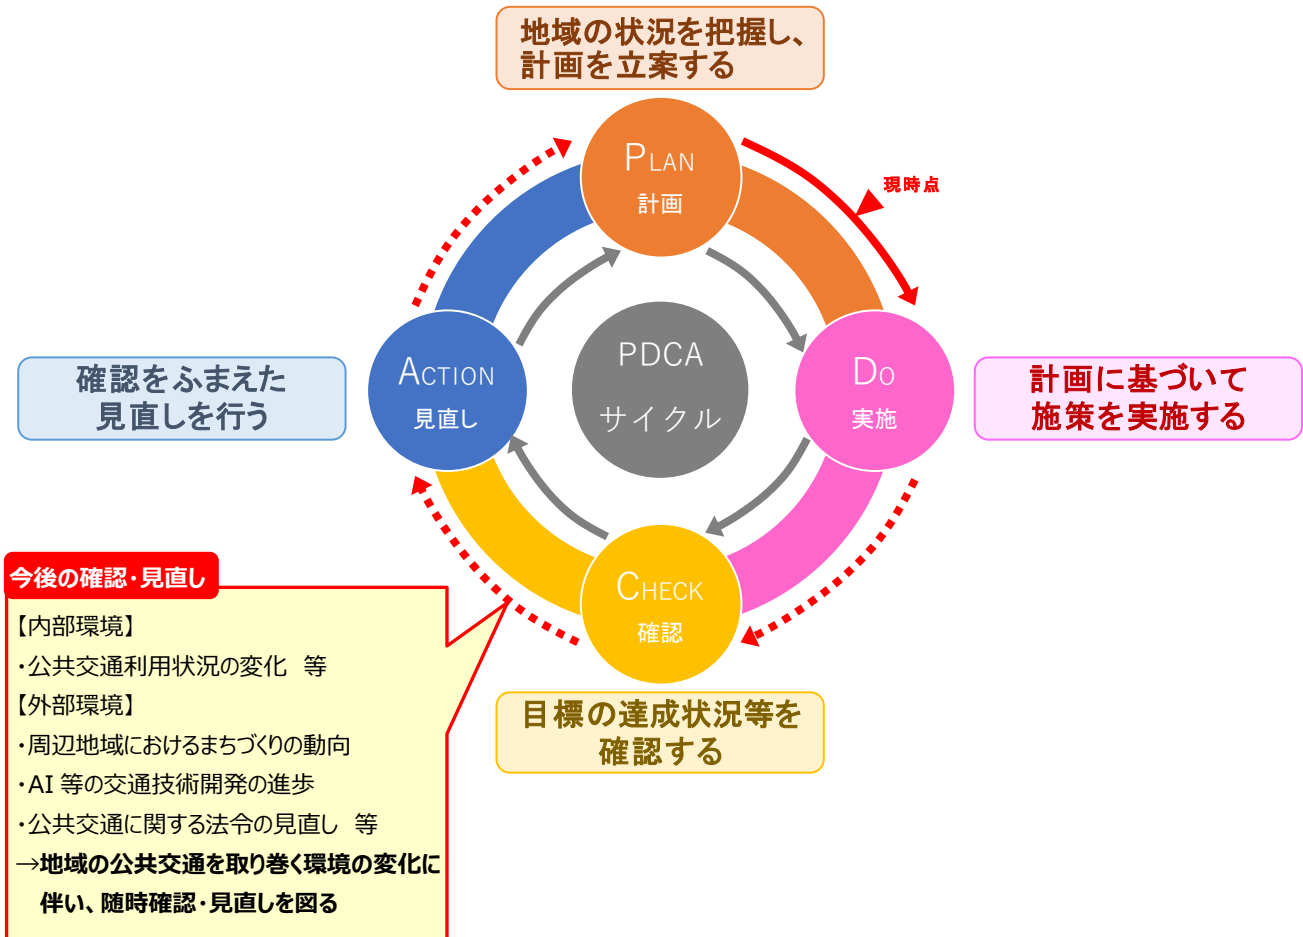 地域の状況を把握し、
計画を立案する
PLAN
計画
現時点
PDCA
サイクル
ACTION
見直し
DO
実施
確認をふまえた
見直しを行う
計画に基づいて
施策を実施する
CHECK
確認
目標の達成状況等を
確認する
今後の確認・見直し
【内部環境】
・公共交通利用状況の変化 等
【外部環境】
・周辺地域におけるまちづくりの動向
・AI 等の交通技術開発の進歩
・公共交通に関する法令の見直し 等
→地域の公共交通を取り巻く環境の変化に
伴い、随時確認・見直しを図る